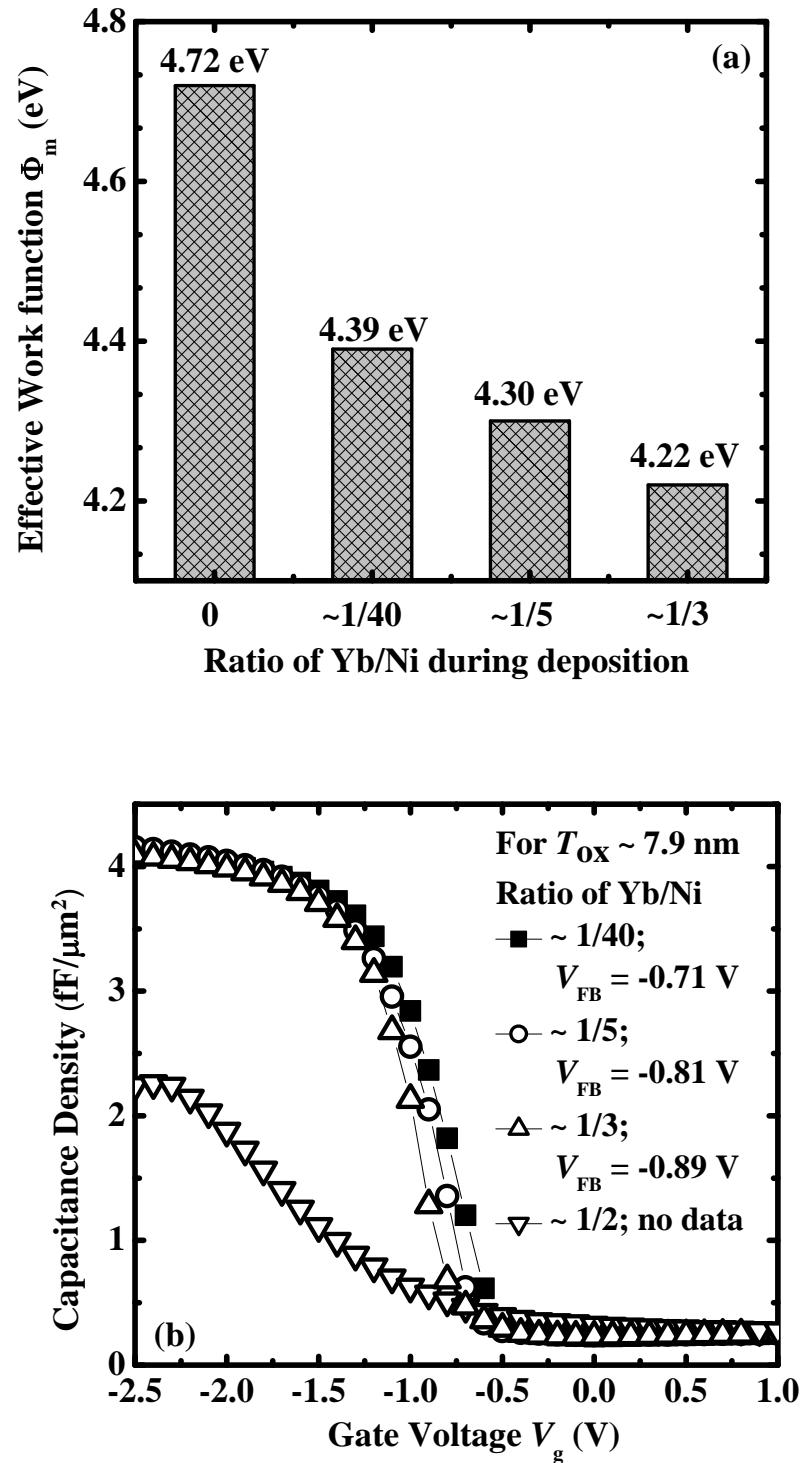 (a)
4.72 eV
4.39 eV
4.30 eV
4.22 eV
4.8
4.6
4.4
4.2
Effective Work function Φm (eV)
0
~1/40
~1/5
~1/3
Ratio of Yb/Ni during deposition
For TOX ~ 7.9 nm
Ratio of Yb/Ni
~ 1/40;
VFB = -0.71 V
~ 1/5;
VFB = -0.81 V
~ 1/3;
VFB = -0.89 V
~ 1/2; no data
(b)
4
3
2
1
0
Capacitance Density (fF/μm²)
-2.5 -2.0 -1.5 -1.0 -0.5 0.0 0.5 1.0
Gate Voltage Vg (V)